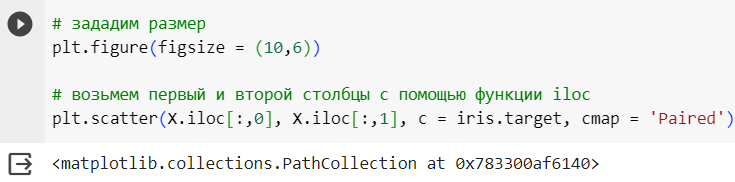 # зададим размер
plt.figure(figsize = (10,6))
# возьмем первый и второй столбцы с помощью функции iloc
plt.scatter(X.iloc[:,0], X.iloc[:,1], c = iris.target, cmap = 'Paired')
<matplotlib.collections.PathCollection at 0x783300af6140>